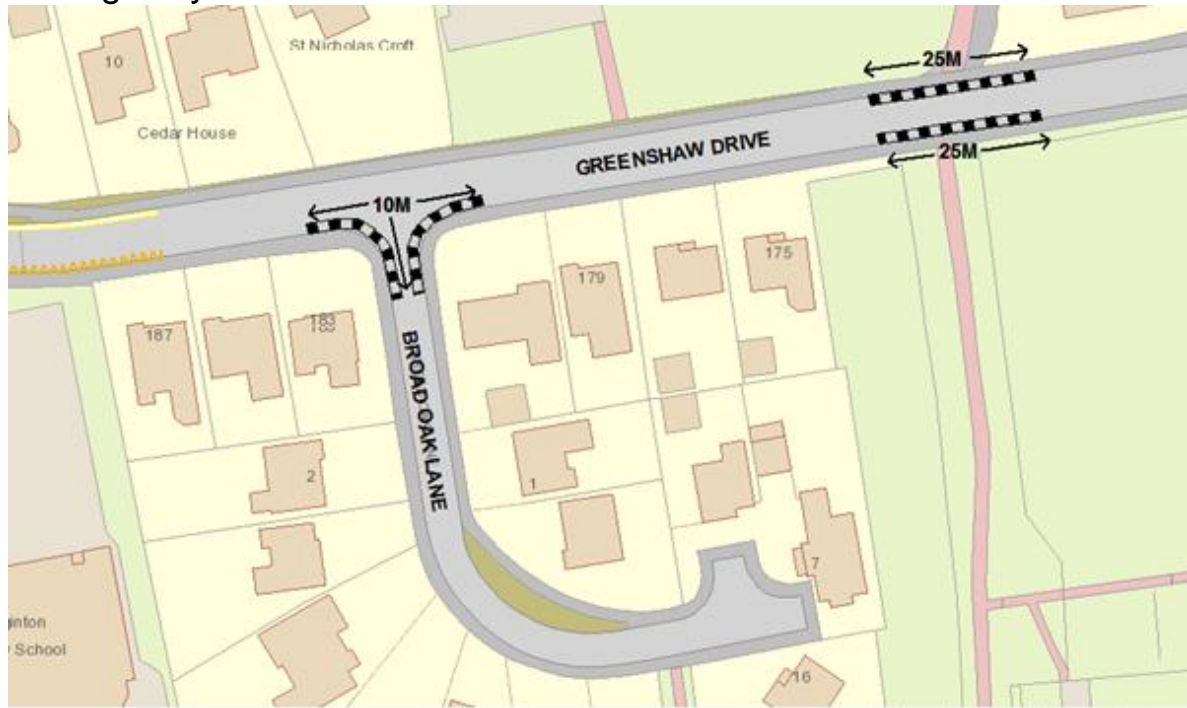 St Nicholas Croft
25M
10
Cedar House
GREENSHAW DRIVE
25M
10M
175
179
183
187
BROAD OAK LANE
2
1
7
School
16